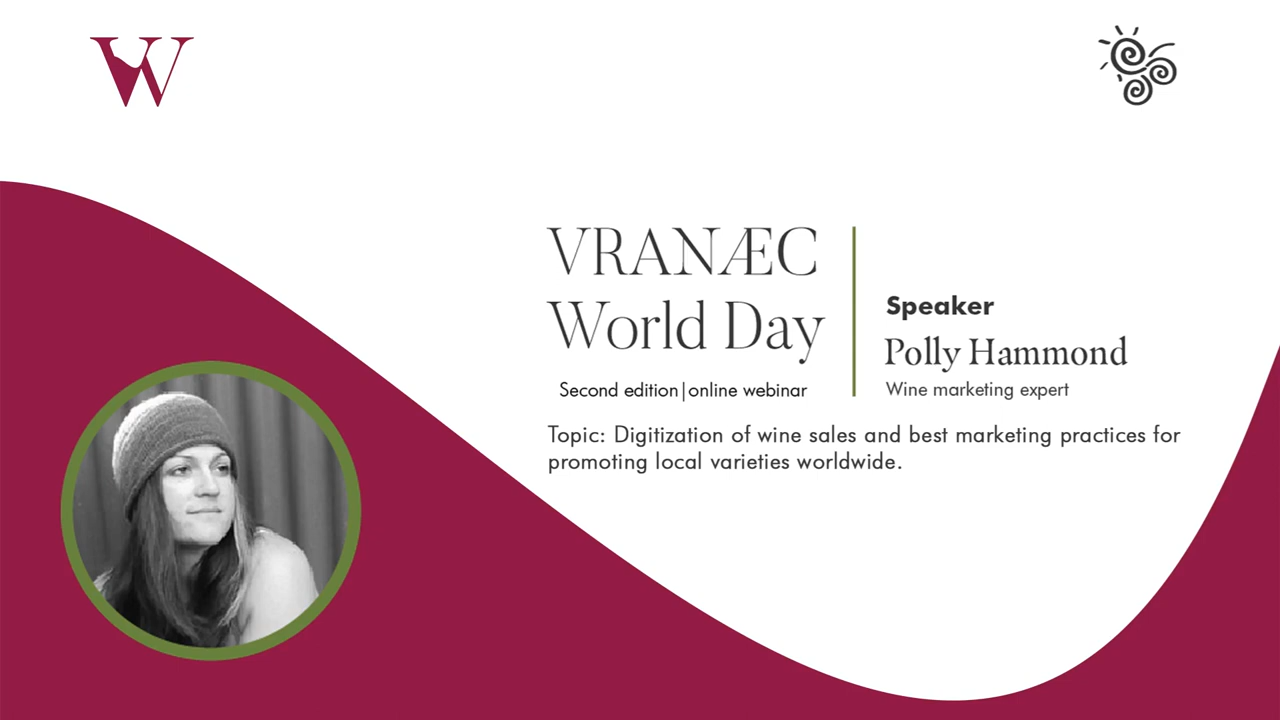 W
VRANÆC
World Day
Second edition|online webinar
Speaker
Polly Hammond
Wine marketing expert
Topic: Digitization of wine sales and best marketing practices for
promoting local varieties worldwide.